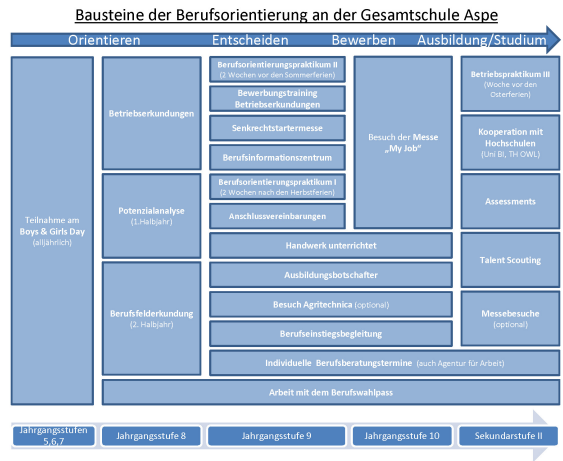 Bausteine der Berufsorientierung an der Gesamtschule Aspe
Orientieren
Entscheiden
Bewerben
Ausbildung/Studium
Teilnahme am
Boys & Girls Day
(alljährlich)
Betriebserkundungen
Potenzialanalyse
(1.Halbjahr)
Berufsfelderkundung
(2. Halbjahr)
Berufsorientierungspraktikum II
(2 Wochen vor den Sommerferien)
Bewerbungstraining
Betriebserkundungen
Senkrechtstartermesse
Berufsinformationszentrum
Berufsorientierungspraktikum I
(2 Wochen nach den Herbstferien)
Anschlussvereinbarungen
Besuch der Messe
„My Job“
Handwerk unterrichtet
Ausbildungsbotschafter
Besuch Agritechnica (optional)
Berufseinstiegsbegleitung
Individuelle Berufsberatungstermine (auch Agentur für Arbeit)
Arbeit mit dem Berufswahlpass
Betriebspraktikum III
(Woche vor den
Osterferien)
Kooperation mit
Hochschulen
(Uni BI, TH OWL)
Assessments
Talent Scouting
Messebesuche
(optional)
Jahrgangsstufen
5,6,7
Jahrgangsstufe 8
Jahrgangsstufe 9
Jahrgangsstufe 10
Sekundarstufe II